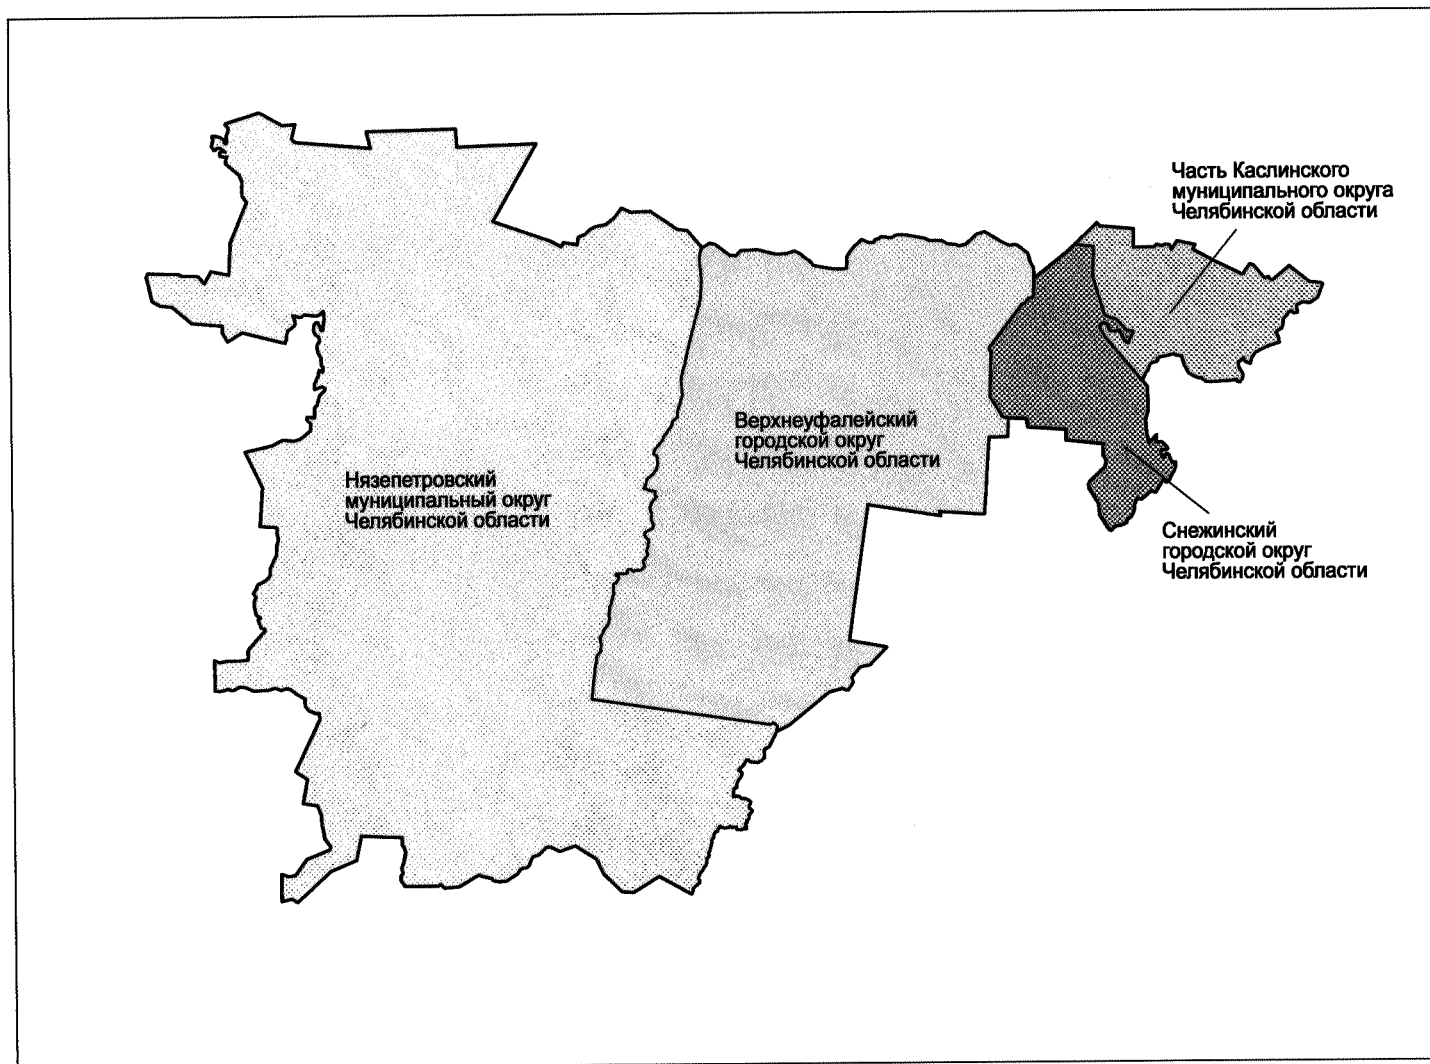 Часть Каслинского
муниципального округа
Челябинской области
Верхнеуфалейский
городской округ
Челябинской области
Нязепетровский
муниципальный округ
Челябинской области
Снежинский
городской округ
Челябинской области